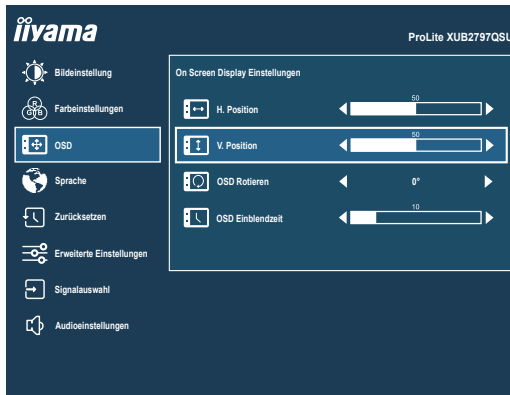 iiyama
ProLite XUB2797QSU
Bildeinstellung
On Screen Display Einstellungen
R
G B
Farbeinstellungen
H. Position
50
OSD
V. Position
50
Sprache
OSD Rotieren
0°
Zurücksetzen
OSD Einblendzeit
10
Erweiterte Einstellungen
Signalauswahl
Audioeinstellungen